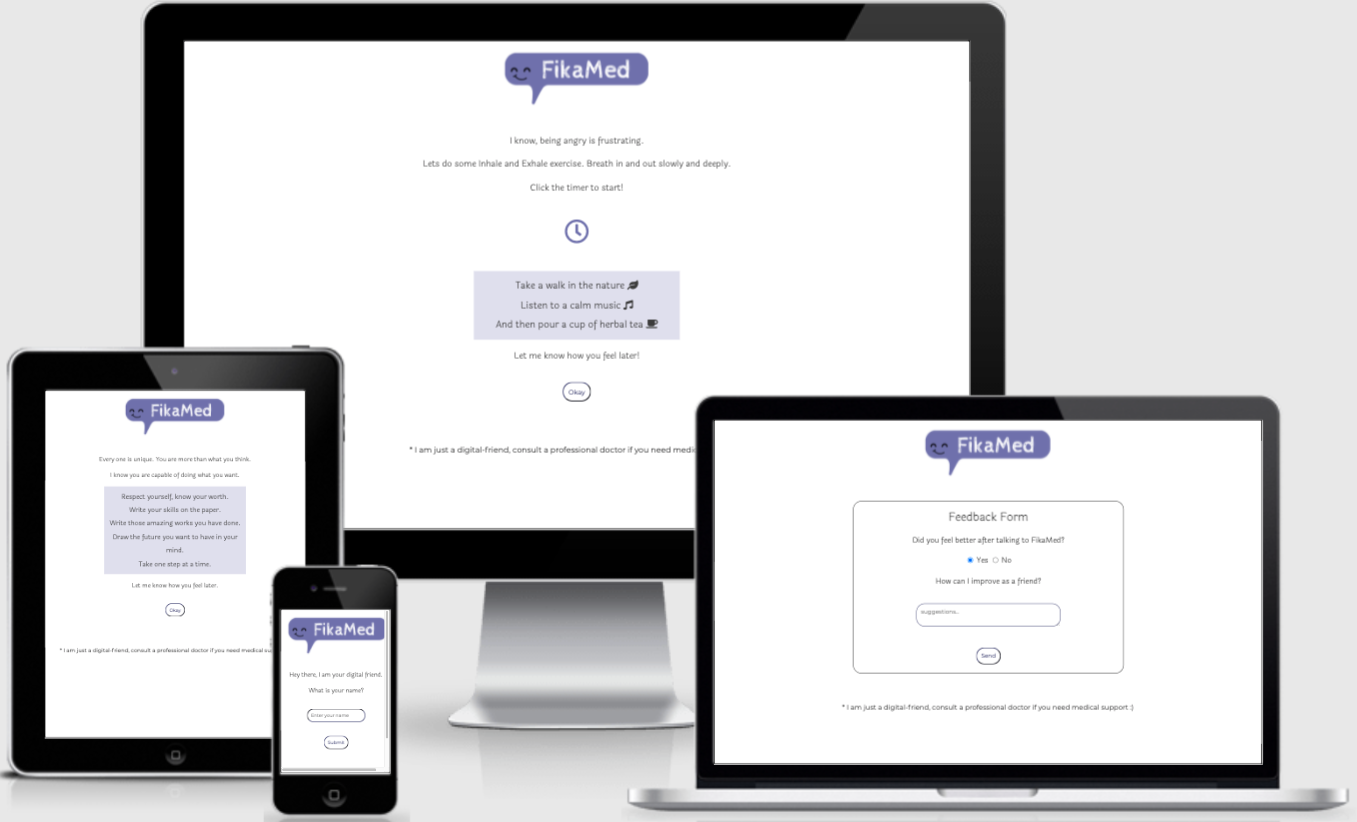 FikaMed
I know, being angry is frustrating.
Lets do some Inhale and Exhale exercise. Breath in and out slowly and deeply.
Click the timer to start!
Take a walk in the nature
Listen to a calm music
And then pour a cup of herbal tea
Let me know how you feel later!
Okay
* I am just a digital-friend, consult a professional doctor if you need medic
FikaMed
Every one is unique. You are more than what you think.
I know you are capable of doing what you want.
Respect yourself, know your worth.
Write your skills on the paper.
Write those amazing works you have done.
Draw the future you want to have in your
mind.
Take one step at a time.
Let me know how you feel later.
Okay
* I am just a digital-friend, consult a professional doctor if you need medical su
FikaMed
Hey there, I am your digital friend.
What is your name?
Enter your name
Submit
FikaMed
Feedback Form
Did you feel better after talking to FikaMed?
Yes No
How can I improve as a friend?
suggestions..
Send
* I am just a digital-friend, consult a professional doctor if you need medical support :)